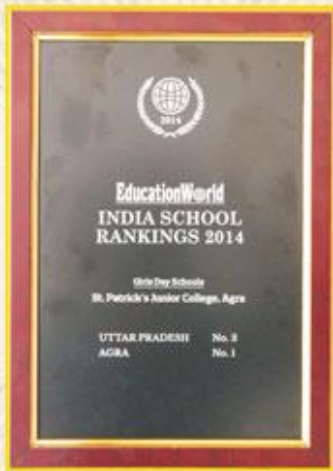 2014
EducationWorld
INDIA SCHOOL
RANKINGS 2014
Girls Day Schools
St. Patrick's Junior College, Agra
UTTAR PRADESH No. 3
AGRA No. 1